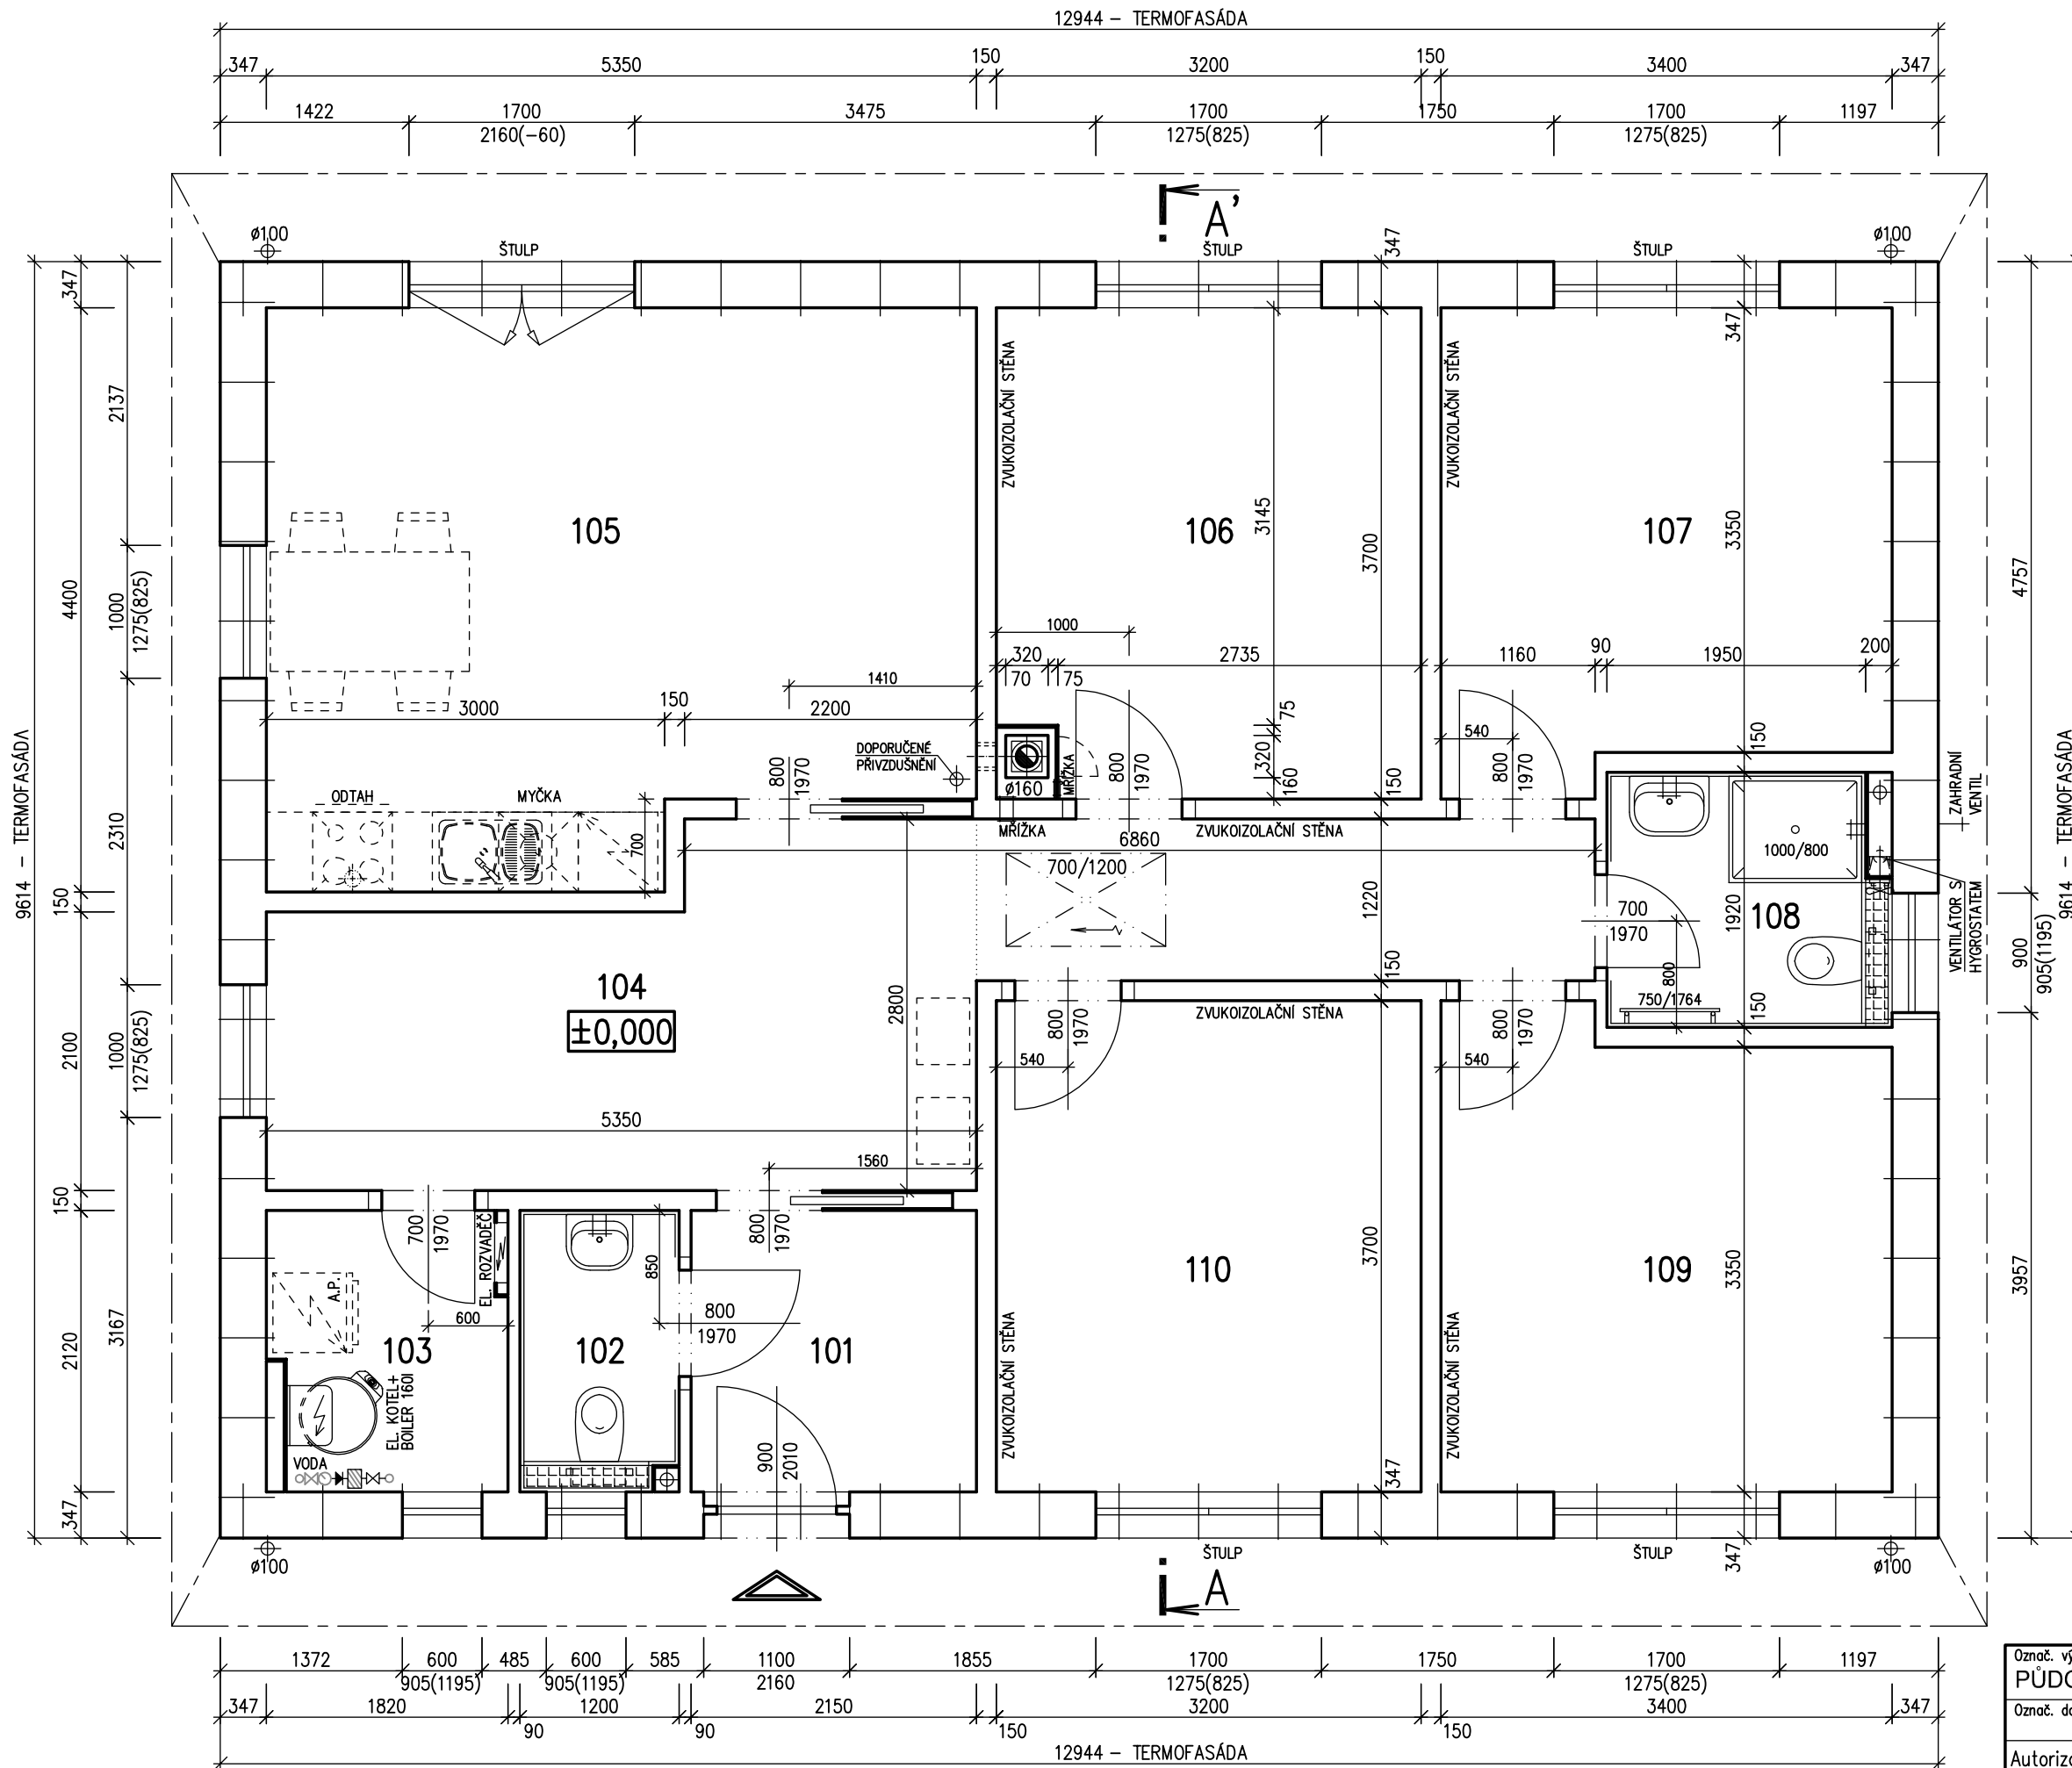 12944 – TERMOFASÁDA
347 5350 150 3200 150 3400 347
1422 1700 3475 1700 1750 1700 1197
2160(–60) 1275(825) 1275(825)
A’
ø100 ŠTULP ŠTULP 347 ŠTULP ø100
9614 – TERMOFASÁDA
347
4400
150
2100
150
2120
347
2137
1000
1275(825)
2310
1000
1275(825)
3167
105
3000 150 2200
1410
DOPORUČENÉ
PŘIVZDUŠNĚNÍ
ODTAH MYČKA
700
800
1970
ZVUKOIZOLAČNÍ STĚNA
106
3145
3700
1000
320 2735
70 75
75
320
160
150
ø160
MŘÍŽKA
MŘÍŽKA
800
1970
ZVUKOIZOLAČNÍ STĚNA
ZVUKOIZOLAČNÍ STĚNA
347
107
3350
1160 90 1950 200
540
800
1970
150
6860
700/1200
1220
150
104
±0,000
2800
5350
1560
108
1000/800
1920
700
1970
800
750/1764
150
ZAHRADNÍ
VENTIL
VENTILÁTOR S
HYGROSTATEM
4757
900
905(1195)
3957
9614 – TERMOFASÁDA
ZVUKOIZOLAČNÍ STĚNA
800
1970
540
800
1970
540
700
1970
EL. ROZVADĚČ
600
A.P.
103
EL. KOTEL+
BOILER 160l
VODA
850
102
800
1970
800
1970
101
900
2010
110
3700
347
ZVUKOIZOLAČNÍ STĚNA
ZVUKOIZOLAČNÍ STĚNA
109
3350
347
ø100 ŠTULP ŠTULP ø100
A
1372 600 485 600 585 1100 1855 1700 1750 1700 1197
905(1195) 905(1195) 2160 1275(825) 1275(825)
347 1820 1200 2150 3200 3400 347
90 90 150 150
12944 – TERMOFASÁDA
Označ. vý
PŮDO
Označ. do
Autorizo